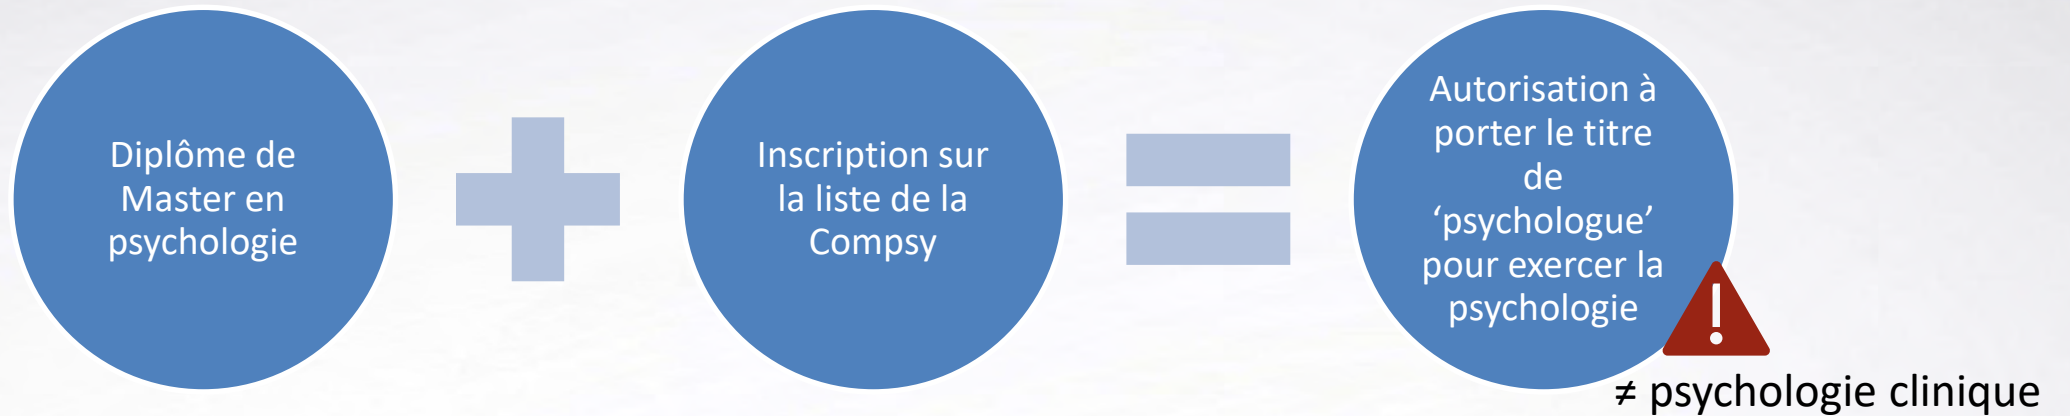 Diplôme de
Master en
psychologie
Inscription sur
la liste de la
Compsy
Autorisation à
porter le titre
de
‘psychologue’
pour exercer la
psychologie
≠ psychologie clinique